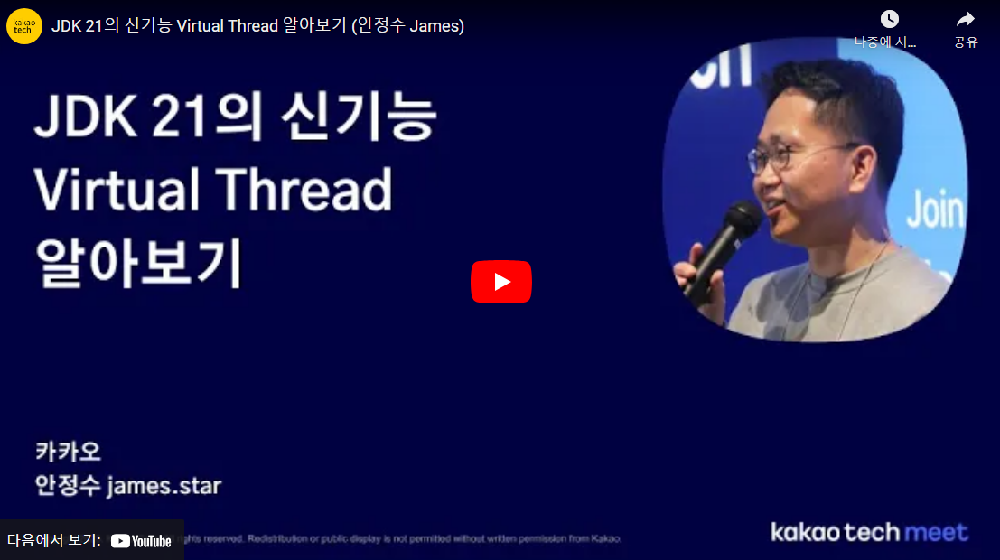 kakao tech
JDK 21의 신기능 Virtual Thread 알아보기 (안정수 James)
나중에 시...
공유
JDK 21의 신기능
Virtual Thread
알아보기
Join
카카오
안정수 james.star
다음에서 보기: YouTube
rights reserved. Redistribution or public display is not permitted without written permission from Kakao.
kakao tech meet